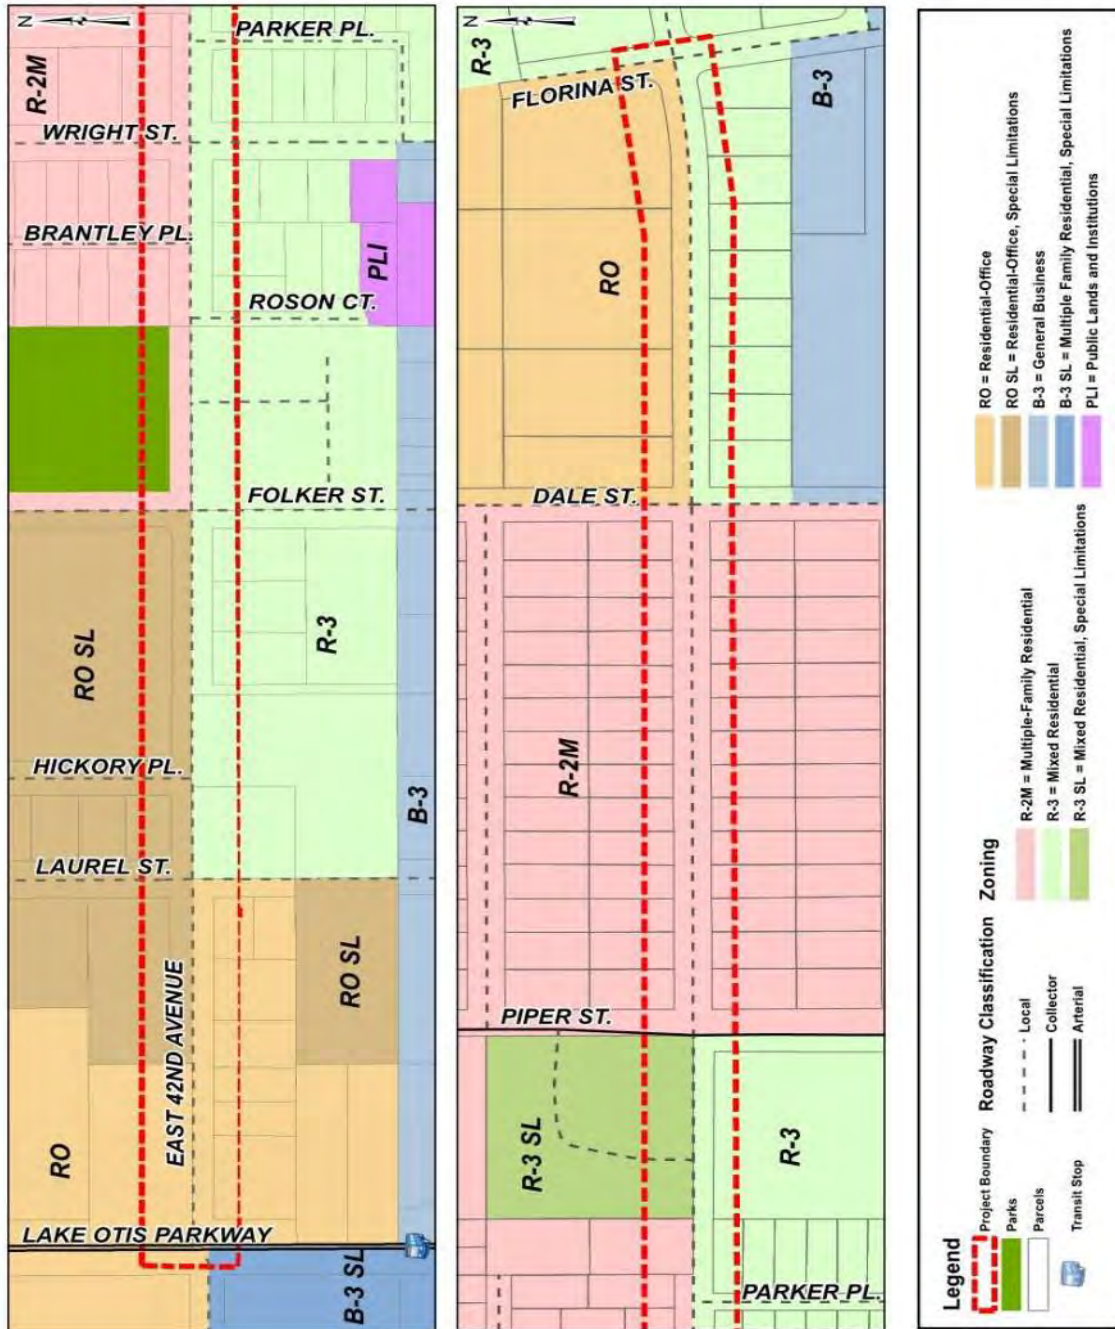 N
PARKER PL.
R-2M
WRIGHT ST.
BRANTLEY PL.
PLI
ROSON CT.
FOLKER ST.
RO SL
R-3
HICKORY PL.
B-3
LAUREL ST.
EAST 42ND AVENUE
RO SL
RO
LAKE OTIS PARKWAY
B-3 SL
N
R-3
FLORINA ST.
B-3
RO
DALE ST.
R-2M
PIPER ST.
R-3 SL
R-3
PARKER PL.
Legend
Project Boundary
Parks
Parcels
Transit Stop
Roadway Classification
Local
Collector
Arterial
Zoning
R-2M = Multiple-Family Residential
R-3 = Mixed Residential
R-3 SL = Mixed Residential, Special Limitations
RO = Residential-Office
RO SL = Residential-Office, Special Limitations
B-3 = General Business
B-3 SL = Multiple Family Residential, Special Limitations
PLI = Public Lands and Institutions